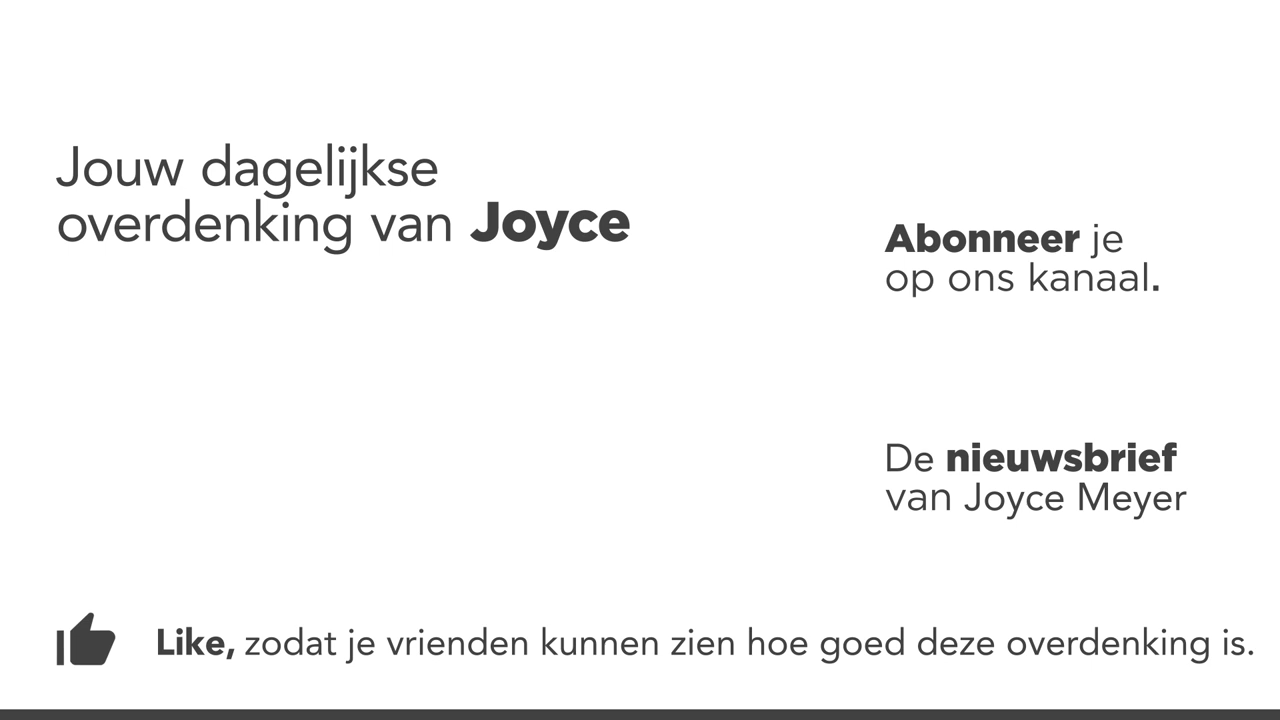 Jouw dagelijkse
overdenking van Joyce
Abonneer je
op ons kanaal.
De nieuwsbrief
van Joyce Meyer
Like, zodat je vrienden kunnen zien hoe goed deze overdenking is.